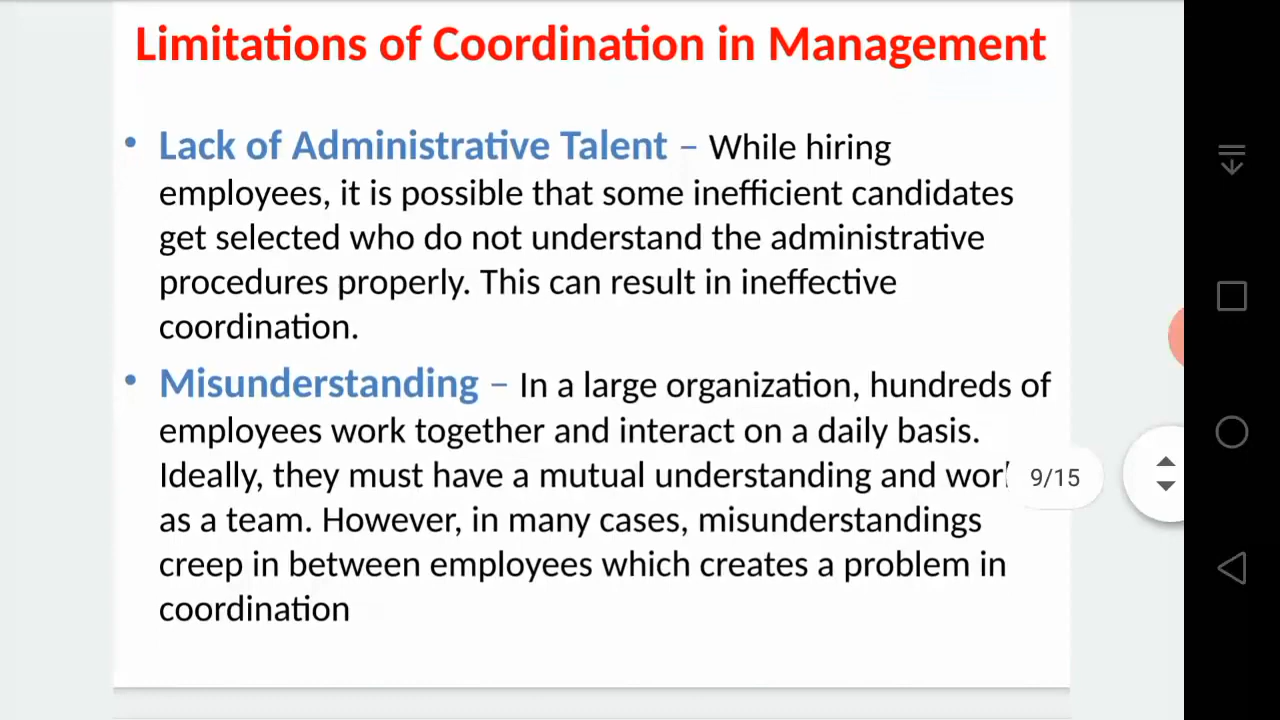 Limitations of Coordination in Management
• Lack of Administrative Talent – While hiring
employees, it is possible that some inefficient candidates
get selected who do not understand the administrative
procedures properly. This can result in ineffective
coordination.
• Misunderstanding – In a large organization, hundreds of
employees work together and interact on a daily basis.
Ideally, they must have a mutual understanding and work
as a team. However, in many cases, misunderstandings
creep in between employees which creates a problem in
coordination
9/15